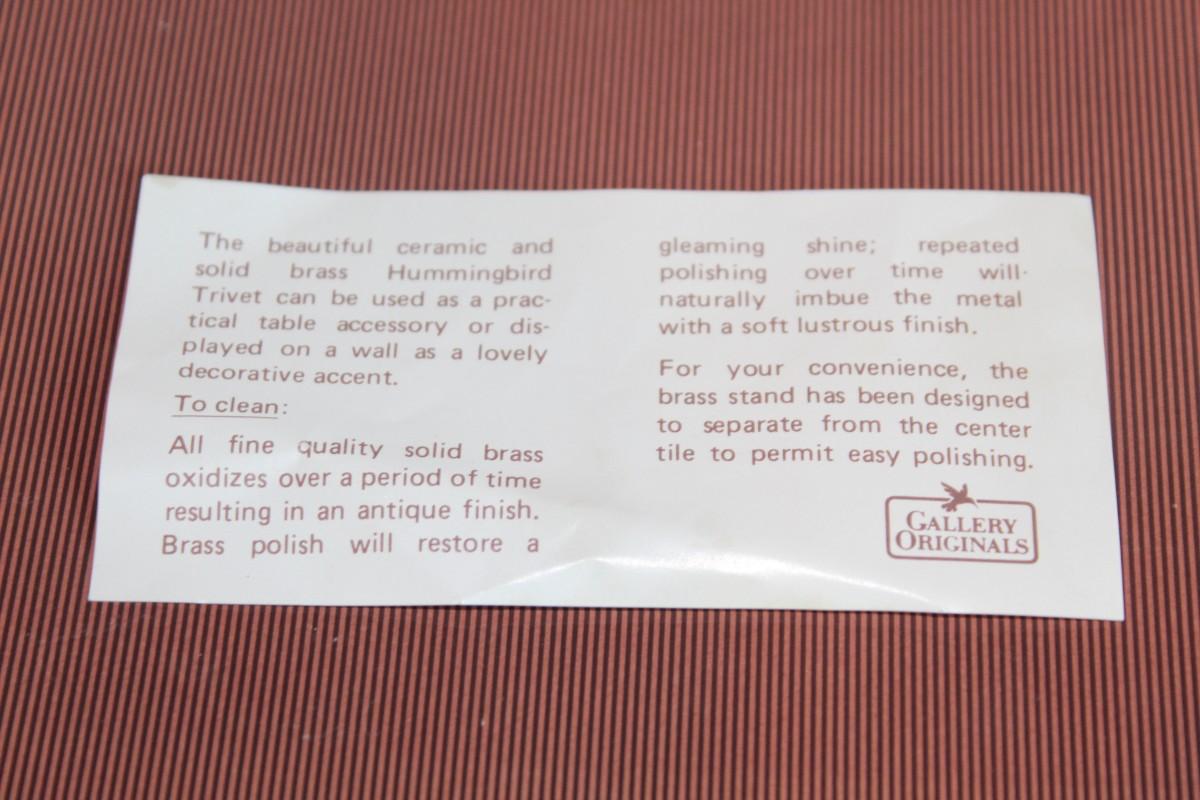 The beautiful ceramic and
solid brass Hummingbird
Trivet can be used as a prac-
tical table accessory or dis-
played on a wall as a lovely
decorative accent.
To clean:
All fine quality solid brass
oxidizes over a period of time
resulting in an antique finish.
Brass polish will restore a
gleaming shine; repeated
polishing over time will
naturally imbue the metal
with a soft lustrous finish.
For your convenience, the
brass stand has been designed
to separate from the center
tile to permit easy polishing.
GALLERY
ORIGINALS